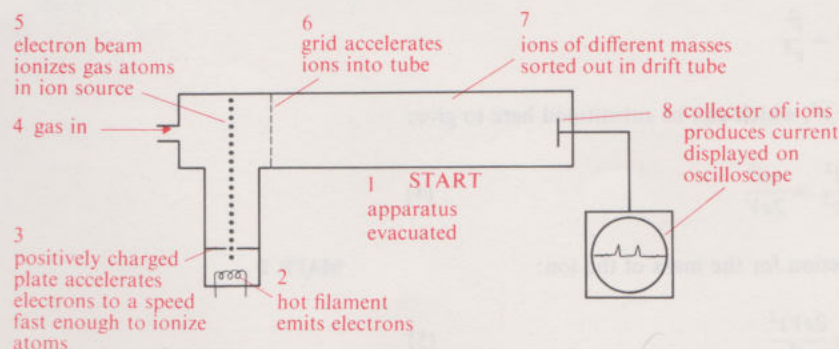 5
electron beam
ionizes gas atoms
in ion source
6
grid accelerates
ions into tube
7
ions of different masses
sorted out in drift tube
4 gas in
8 collector of ions
produces current
displayed on
oscilloscope
1 START
apparatus
evacuated
3
positively charged
plate accelerates
electrons to a speed
fast enough to ionize
atoms
2
hot filament
emits electrons